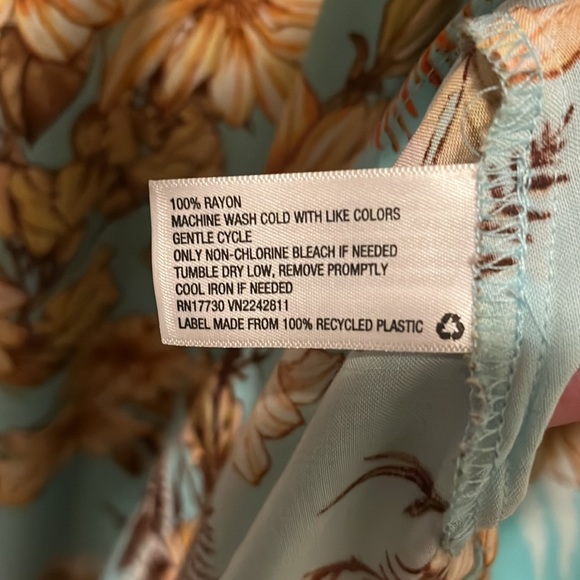 100% RAYON
MACHINE WASH COLD WITH LIKE COLORS
GENTLE CYCLE
ONLY NON-CHLORINE BLEACH IF NEEDED
TUMBLE DRY LOW, REMOVE PROMPTLY
COOL IRON IF NEEDED
RN17730 VN2242811
LABEL MADE FROM 100% RECYCLED PLASTIC